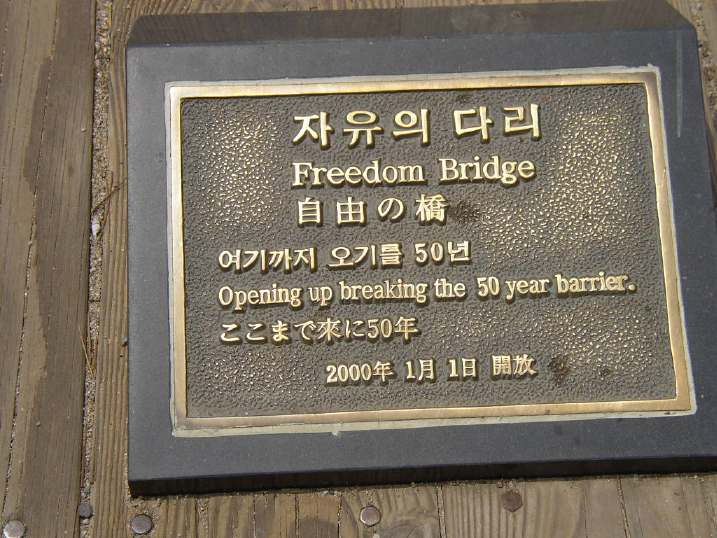 자유의 다리
Freedom Bridge
自由の橋
여기까지 오기를 50년
Opening up breaking the 50 year barrier.
ここまで來に50年
2000年 1月 1日 開放